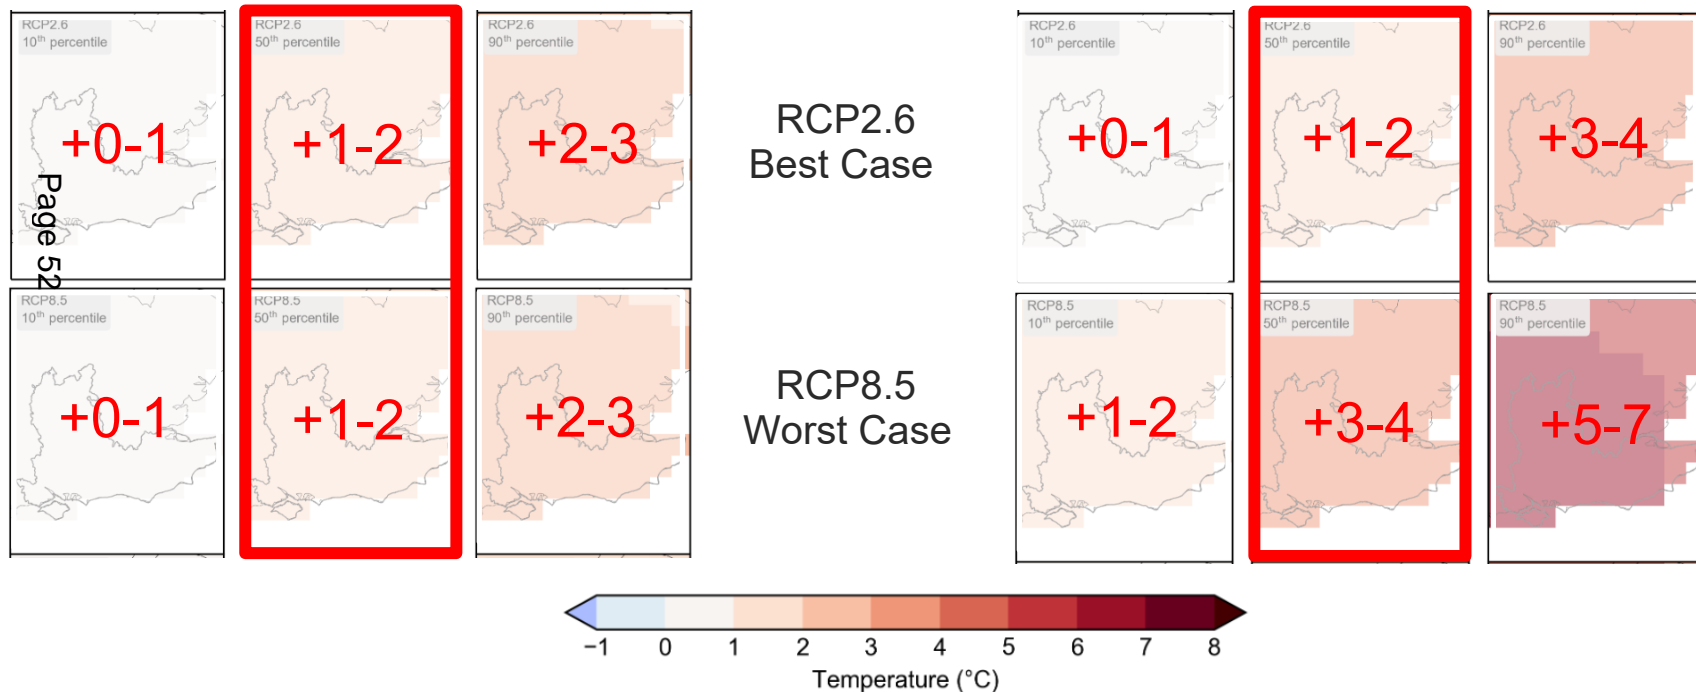 RCP2.6
10th percentile
+0-1
RCP2.6
50th percentile
+1-2
RCP2.6
90th percentile
+2-3
RCP2.6
Best Case
RCP2.6
10th percentile
+0-1
RCP2.6
50th percentile
+1-2
RCP2.6
90th percentile
+3-4
Page 52
RCP8.5
10th percentile
+0-1
RCP8.5
50th percentile
+1-2
RCP8.5
90th percentile
+2-3
RCP8.5
Worst Case
RCP8.5
10th percentile
+1-2
RCP8.5
50th percentile
+3-4
RCP8.5
90th percentile
+5-7
−1 0 1 2 3 4 5 6 7 8
Temperature (°C)